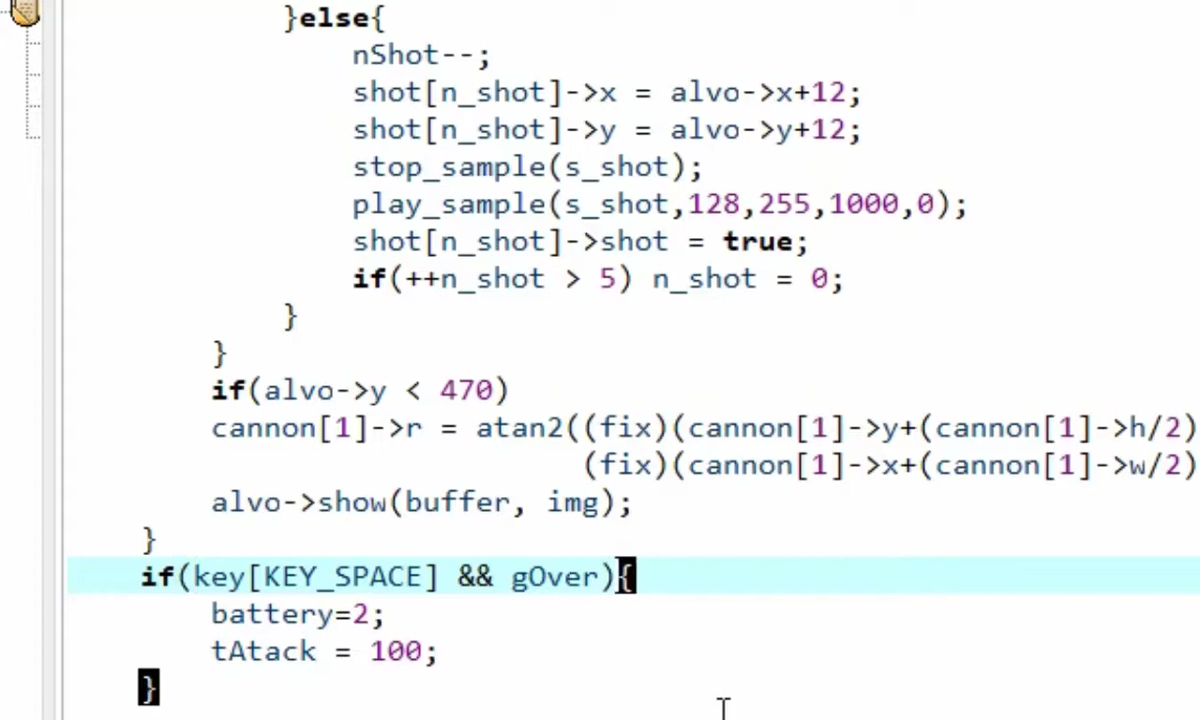 }else{
nShot--;
shot[n_shot]->x = alvo->x+12;
shot[n_shot]->y = alvo->y+12;
stop_sample(s_shot);
play_sample(s_shot,128,255,1000,0);
shot[n_shot]->shot = true;
if(++n_shot > 5) n_shot = 0;
}
}
if(alvo->y < 470)
cannon[1]->r = atan2((fix)(cannon[1]->y+(cannon[1]->h/2)
(fix)(cannon[1]->x+(cannon[1]->w/2)
alvo->show(buffer, img);
}
if(key[KEY_SPACE] && gOver){
battery=2;
tAtack = 100;
}